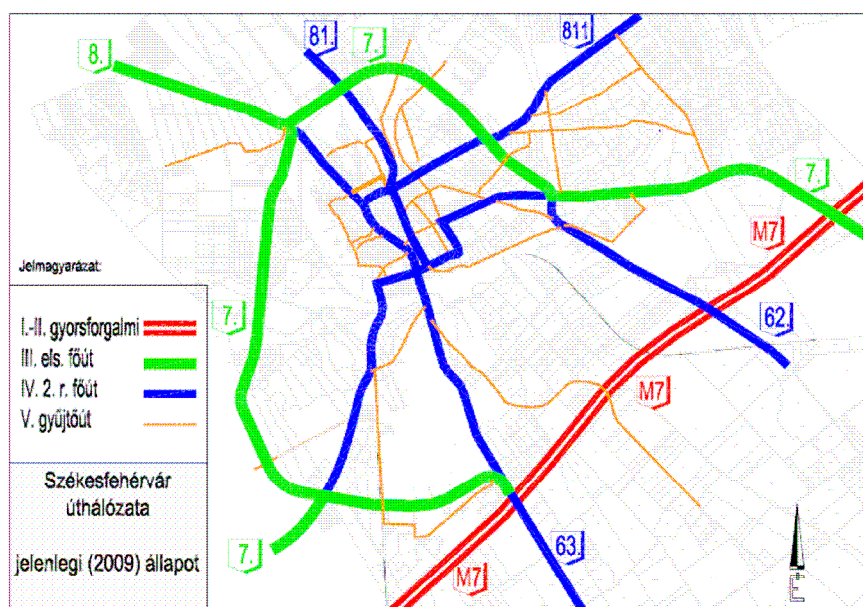 8.
81.
7.
811
7.
M7
Jelmagyarázat:
I.-II. gyorsforgalmi
III. els. főút
IV. 2. r. főút
V. gyűjtőút
7.
62.
M7
Székesfehérvár
úthálózata
jelenlegi (2009) állapot
7.
M7
63.
É